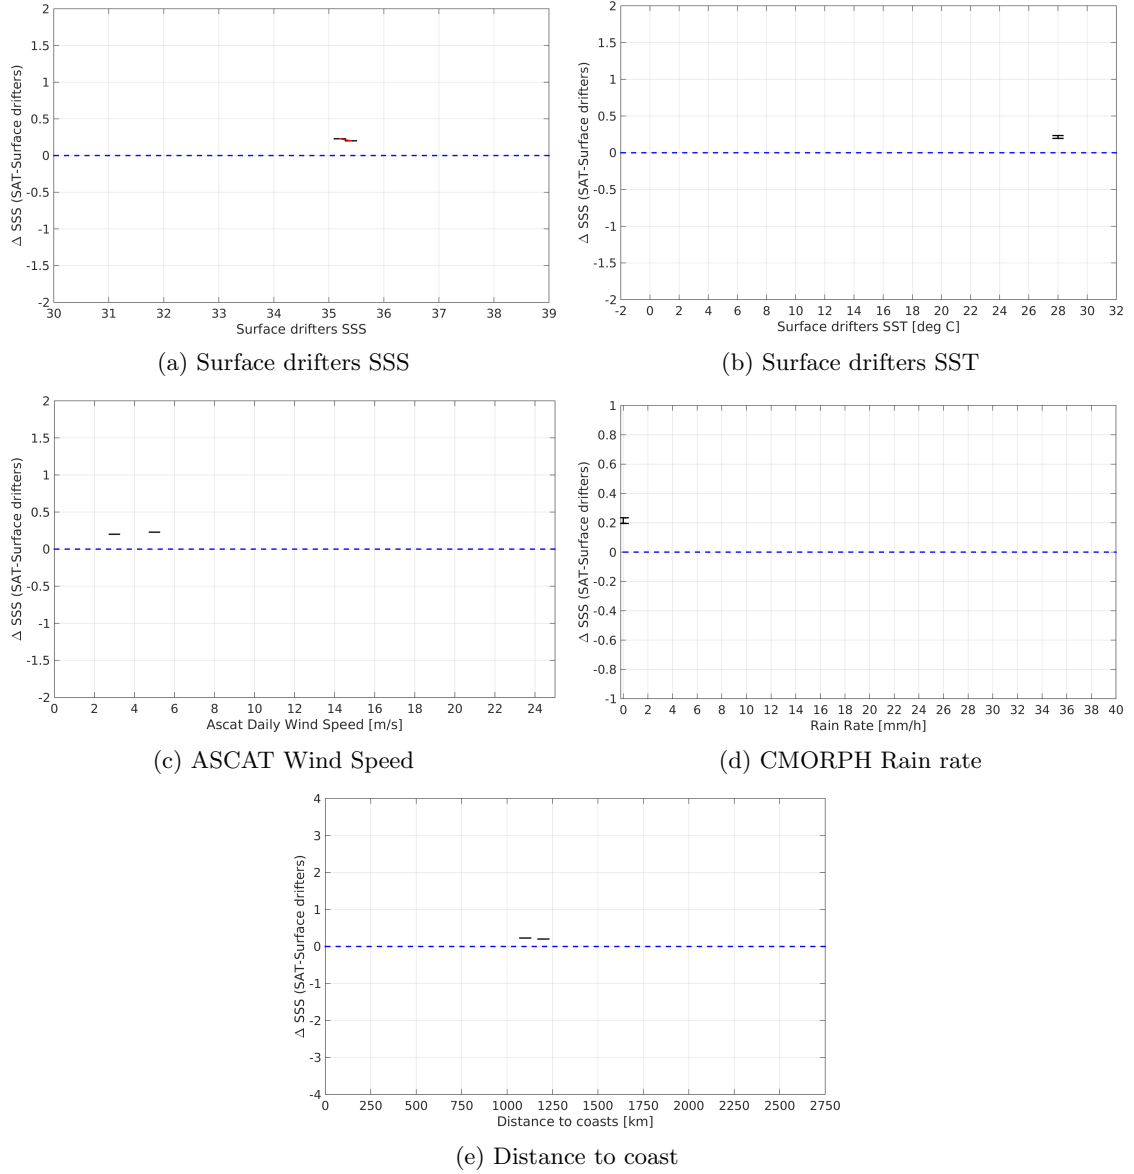 2
1.5
1
0.5
0
-0.5
-1
-1.5
-2
Δ SSS (SAT-Surface drifters)
30 31 32 33 34 35 36 37 38 39
Surface drifters SSS
(a) Surface drifters SSS
2
1.5
1
0.5
0
-0.5
-1
-1.5
-2
Δ SSS (SAT-Surface drifters)
-2 0 2 4 6 8 10 12 14 16 18 20 22 24 26 28 30 32
Surface drifters SST [deg C]
(b) Surface drifters SST
2
1.5
1
0.5
0
-0.5
-1
-1.5
-2
Δ SSS (SAT-Surface drifters)
0 2 4 6 8 10 12 14 16 18 20 22 24
Ascat Daily Wind Speed [m/s]
(c) ASCAT Wind Speed
1
0.8
0.6
0.4
0.2
0
-0.2
-0.4
-0.6
-0.8
-1
Δ SSS (SAT-Surface drifters)
0 2 4 6 8 10 12 14 16 18 20 22 24 26 28 30 32 34 36 38 40
Rain Rate [mm/h]
(d) CMORPH Rain rate
4
3
2
1
0
-1
-2
-3
-4
Δ SSS (SAT-Surface drifters)
0 250 500 750 1000 1250 1500 1750 2000 2250 2500 2750
Distance to coasts [km]
(e) Distance to coast